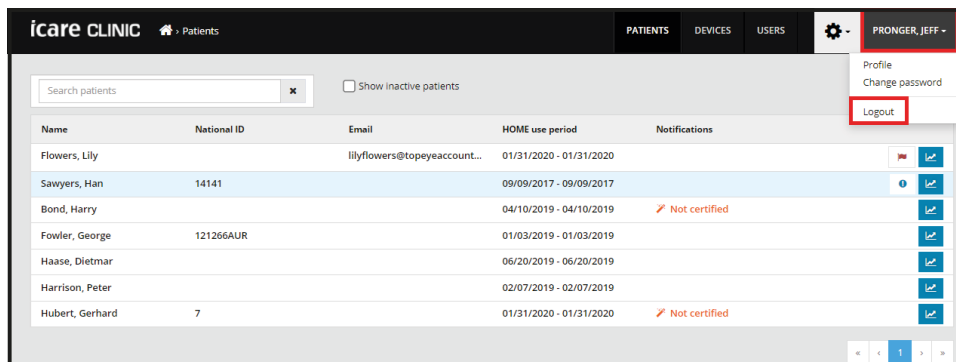 icare CLINIC › Patients PATIENTS DEVICES USERS PRONGER, JEFF
Profile
Change password
Logout
Search patients Show inactive patients
Name National ID Email HOME use period Notifications
Flowers, Lily lilyflowers@topeyeaccount... 01/31/2020 - 01/31/2020
Sawyers, Han 14141 09/09/2017 - 09/09/2017
Bond, Harry 04/10/2019 - 04/10/2019 Not certified
Fowler, George 121266AUR 01/03/2019 - 01/03/2019
Haase, Dietmar 06/20/2019 - 06/20/2019
Harrison, Peter 02/07/2019 - 02/07/2019
Hubert, Gerhard 7 01/31/2020 - 01/31/2020 Not certified
« ‹ 1 › »